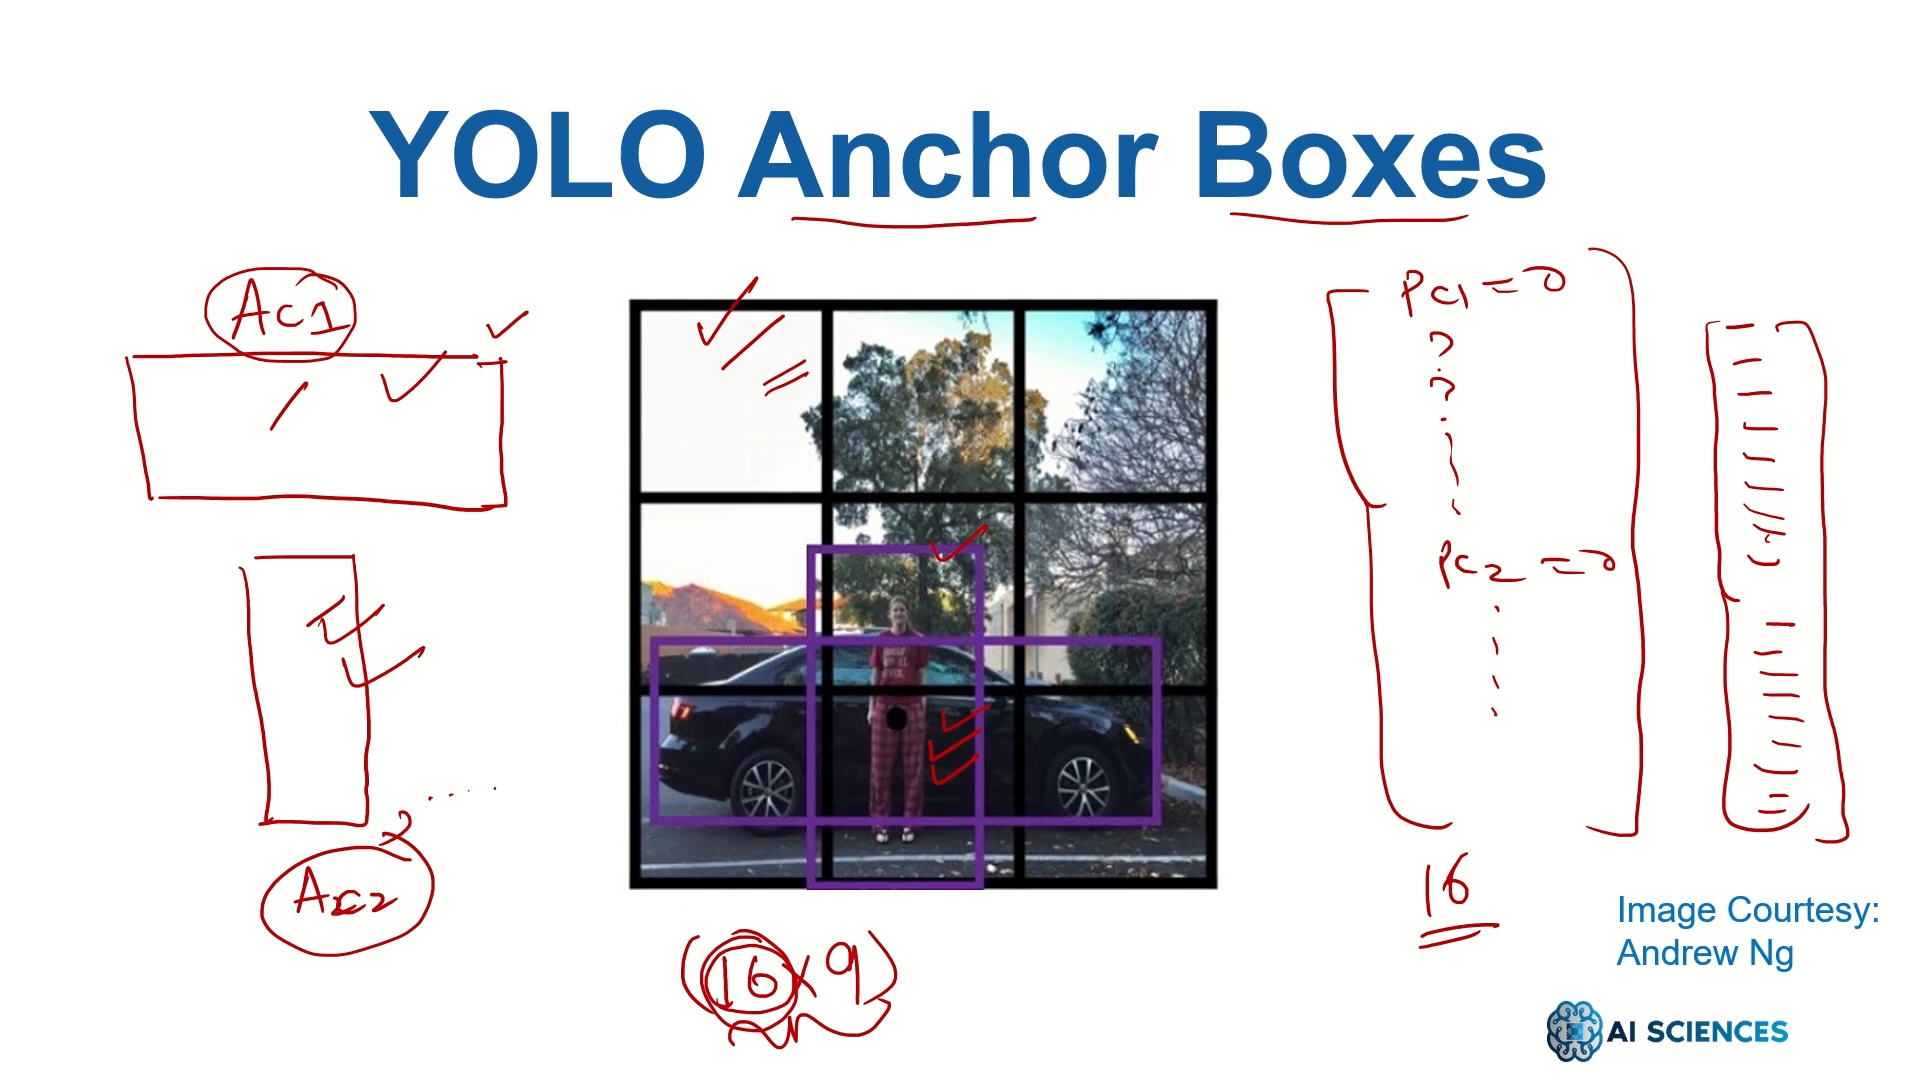 YOLO Anchor Boxes
Ac1
Pc1 = 0
?
?
Pc2 = 0
Ac2
16
(16 x 9)
Image Courtesy:
Andrew Ng
AI SCIENCES